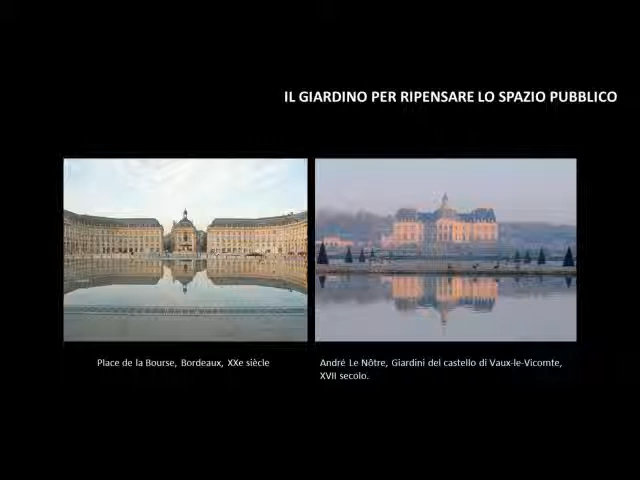 IL GIARDINO PER RIPENSARE LO SPAZIO PUBBLICO
Place de la Bourse, Bordeaux, XXe siècle
André Le Nôtre, Giardini del castello di Vaux-le-Vicomte,
XVII secolo.